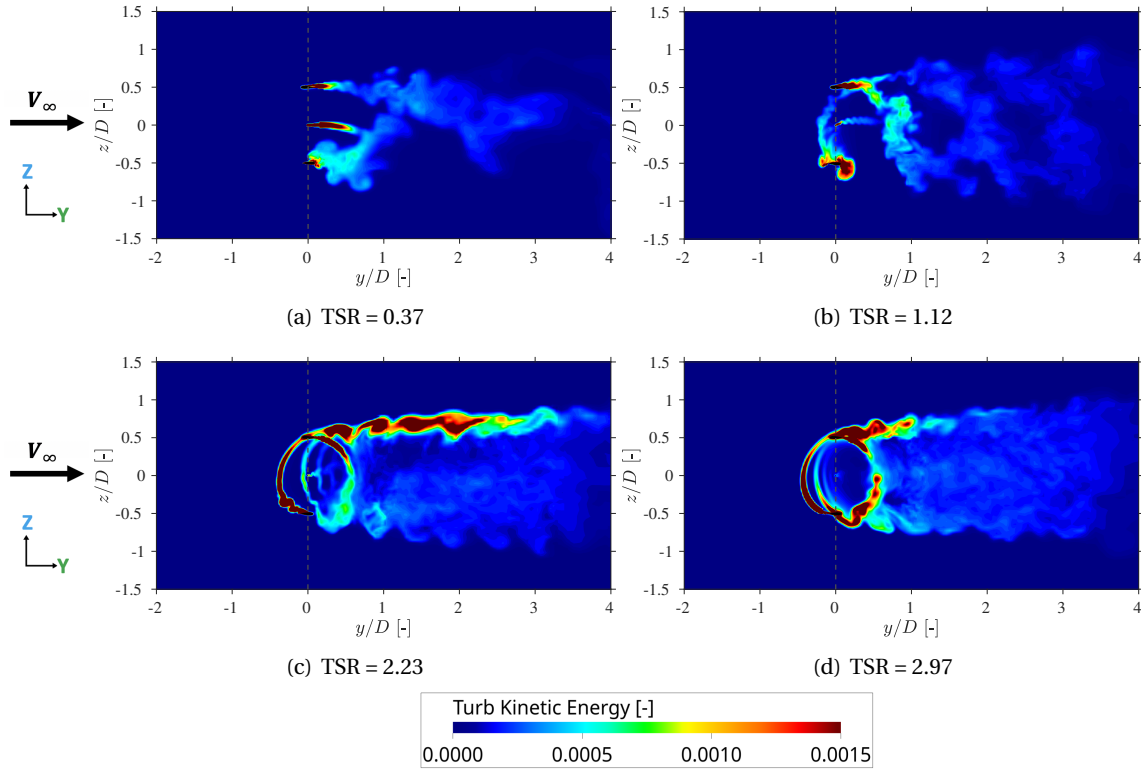 1.5
1
0.5
0
-0.5
-1
-1.5
z/D [-]
-2 -1 0 1 2 3 4
y/D [-]
V∞
Z
Y
(a) TSR = 0.37
1.5
1
0.5
0
-0.5
-1
-1.5
z/D [-]
-2 -1 0 1 2 3 4
y/D [-]
(b) TSR = 1.12
1.5
1
0.5
0
-0.5
-1
-1.5
z/D [-]
-2 -1 0 1 2 3 4
y/D [-]
V∞
Z
Y
(c) TSR = 2.23
1.5
1
0.5
0
-0.5
-1
-1.5
z/D [-]
-2 -1 0 1 2 3 4
y/D [-]
(d) TSR = 2.97
Turb Kinetic Energy [-]
0.0000 0.0005 0.0010 0.0015